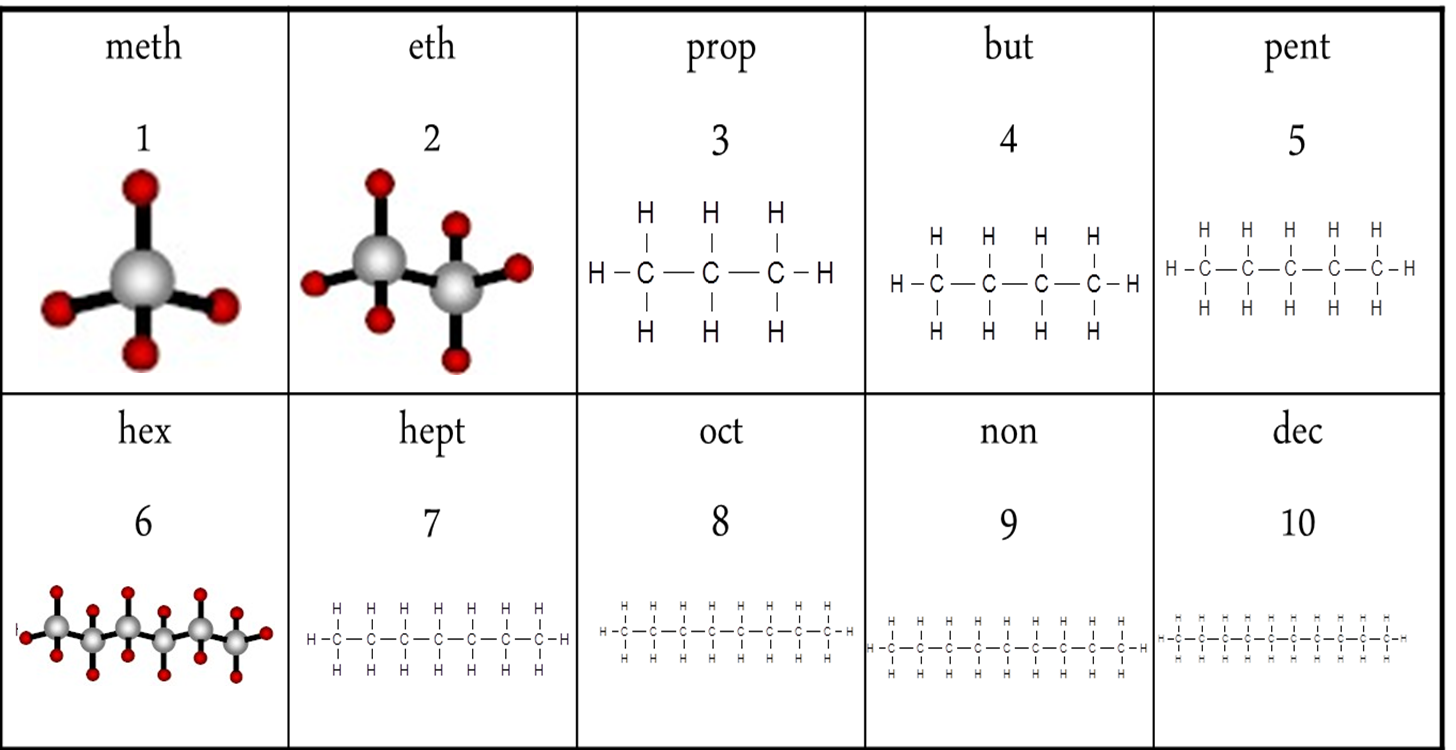 meth
1
eth
2
prop
3
H H H
H-C-C-C-H
H H H
but
4
H H H H
H-C-C-C-C-H
H H H H
pent
5
H H H H H
H-C-C-C-C-C-H
H H H H H
hex
6
hept
7
H H H H H H H
H-C-C-C-C-C-C-C-H
H H H H H H H
oct
8
H H H H H H H H
H-C-C-C-C-C-C-C-C-H
H H H H H H H H
non
9
H H H H H H H H H
H-C-C-C-C-C-C-C-C-C-H
H H H H H H H H H
dec
10
H H H H H H H H H H
H-C-C-C-C-C-C-C-C-C-C-H
H H H H H H H H H H